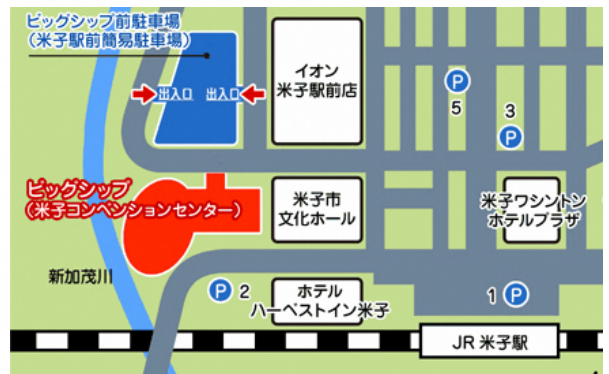 ビッグシップ前駐車場
（米子駅前簡易駐車場）
出入口 出入口
イオン
米子駅前店
P
5
3
P
ビッグシップ
（米子コンベンションセンター）
米子市
文化ホール
米子ワシントン
ホテルプラザ
新加茂川
P 2
ホテル
ハーベストイン米子
1 P
JR 米子駅